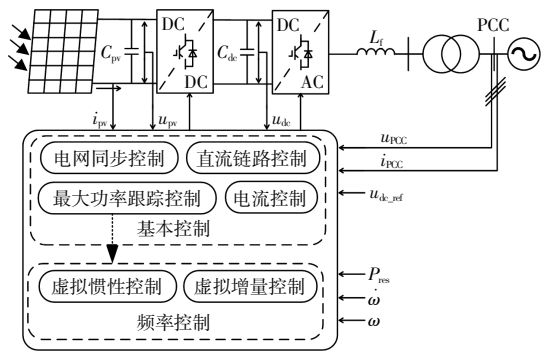 PCC
DC
DC
L_f
C_pv
C_dc
DC
AC
i_pv
u_pv
u_dc
u_PCC
i_PCC
u_dc_ref
电网同步控制
直流链路控制
最大功率跟踪控制
电流控制
基本控制
虚拟惯性控制
虚拟增量控制
频率控制
P_res
ω̇
ω